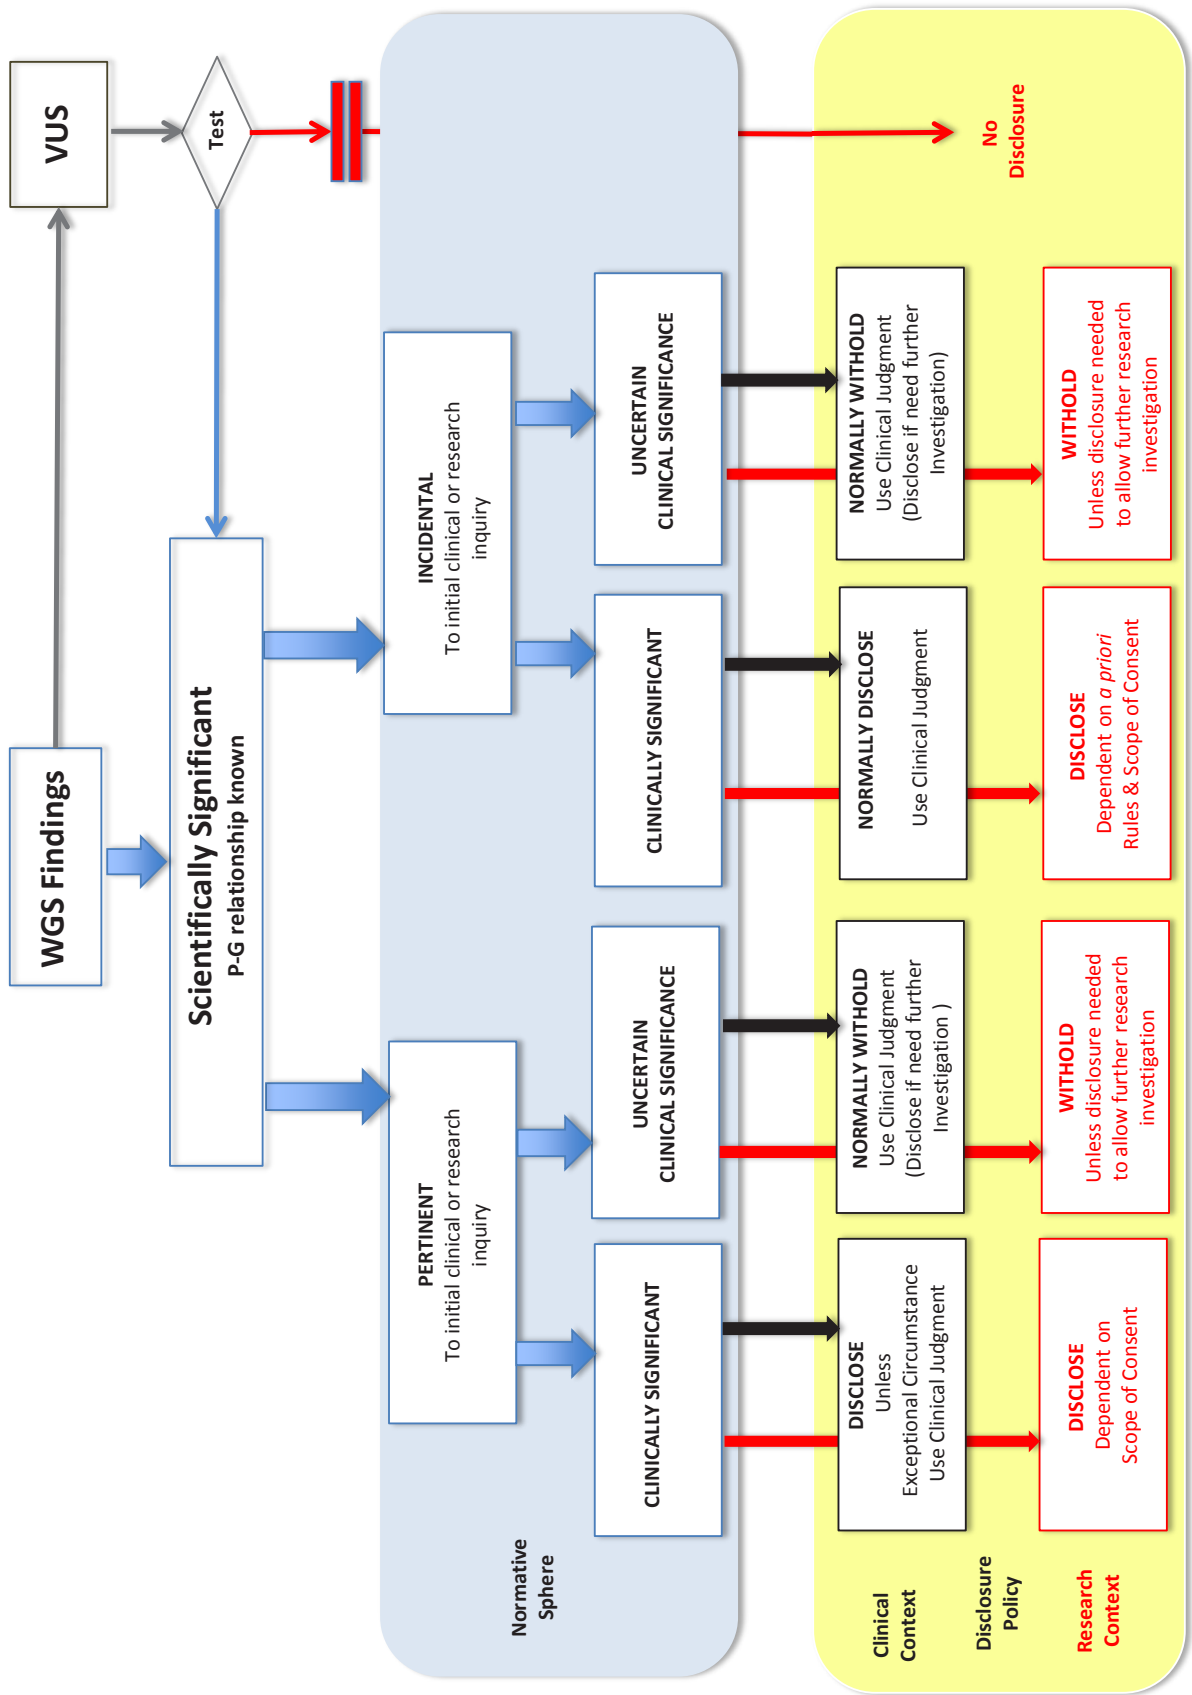 WGS Findings
VUS
Test
Scientifically Significant
P-G relationship known
PERTINENT
To initial clinical or research
inquiry
INCIDENTAL
To initial clinical or research
inquiry
Normative
Sphere
CLINICALLY SIGNIFICANT
UNCERTAIN
CLINICAL SIGNIFICANCE
CLINICALLY SIGNIFICANT
UNCERTAIN
CLINICAL SIGNIFICANCE
Clinical
Context
DISCLOSE
Unless
Exceptional Circumstance
Use Clinical Judgment
NORMALLY WITHOLD
Use Clinical Judgment
(Disclose if need further
Investigation )
NORMALLY DISCLOSE
Use Clinical Judgment
NORMALLY WITHOLD
Use Clinical Judgment
(Disclose if need further
Investigation)
No
Disclosure
Disclosure
Policy
Research
Context
DISCLOSE
Dependent on
Scope of Consent
WITHOLD
Unless disclosure needed
to allow further research
investigation
DISCLOSE
Dependent on a priori
Rules & Scope of Consent
WITHOLD
Unless disclosure needed
to allow further research
investigation